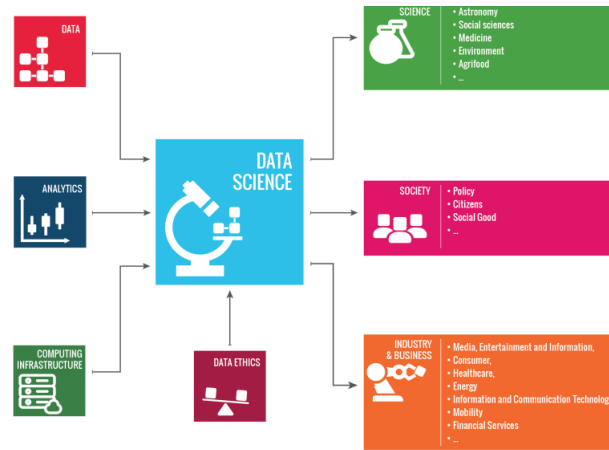 DATA
ANALYTICS
COMPUTING
INFRASTRUCTURE
DATA
SCIENCE
DATA ETHICS
SCIENCE
• Astronomy
• Social sciences
• Medicine
• Environment
• Agrifood
• ...
SOCIETY
• Policy
• Citizens
• Social Good
• ...
INDUSTRY
& BUSINESS
• Media, Entertainment and Information,
• Consumer,
• Healthcare,
• Energy
• Information and Communication Technolog
• Mobility
• Financial Services
• ...